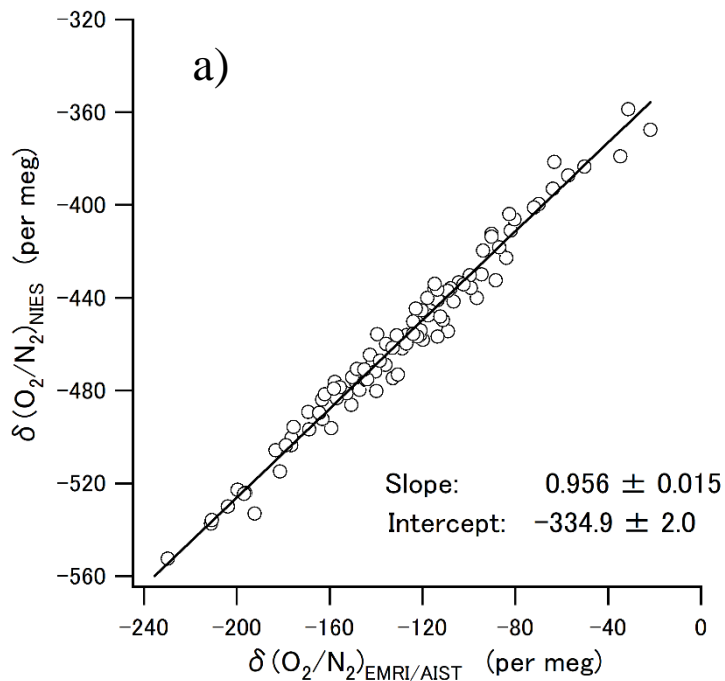 a)
-320
-360
-400
-440
-480
-520
-560
δ(O₂/N₂)NIES (per meg)
Slope: 0.956 ± 0.015
Intercept: -334.9 ± 2.0
-240 -200 -160 -120 -80 -40 0
δ(O₂/N₂)EMRI/AIST (per meg)